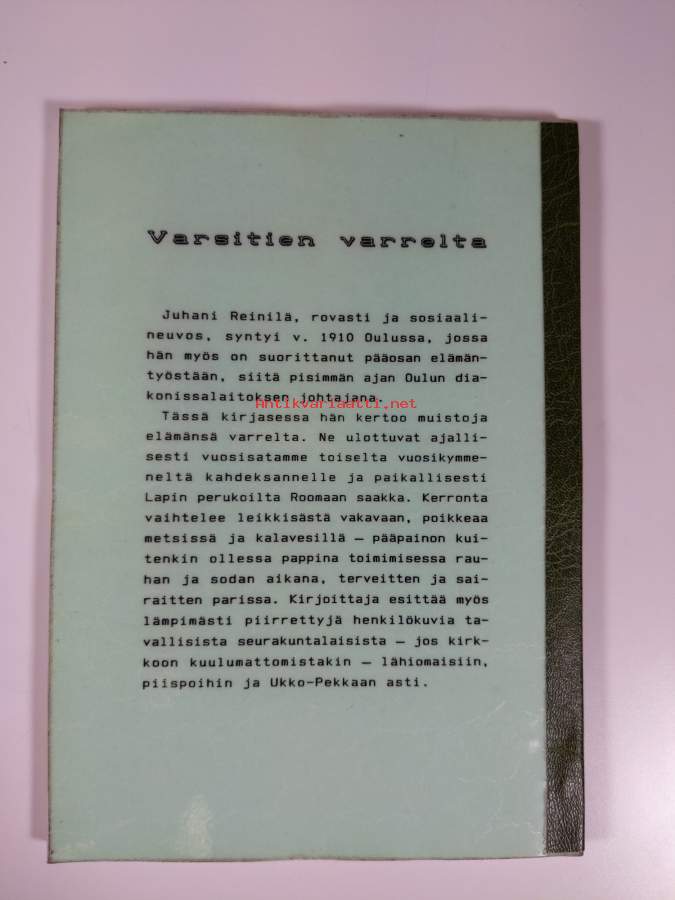 Varsitien varrelta
Juhani Reinilä, rovasti ja sosiaali-
neuvos, syntyi v. 1910 Oulussa, jossa
hän myös on suorittanut pääosan elämän-
työstään, siitä pisimmän ajan Oulun dia-
konissalaitoksen johtajana.
Antikvariaatti.net
Tässä kirjasessa hän kertoo muistoja
elämänsä varrelta. Ne ulottuvat ajalli-
sesti vuosisatamme toiselta vuosikymme-
neltä kahdeksannelle ja paikallisesti
Lapin perukoilta Roomaan saakka. Kerronta
vaihtelee leikkisästä vakavaan, poikkeaa
metsissä ja kalavesillä — pääpainon kui-
tenkin ollessa pappina toimimisessa rau-
han ja sodan aikana, terveitten ja sai-
raitten parissa. Kirjoittaja esittää myös
lämpimästi piirrettyjä henkilökuvia ta-
vallisista seurakuntalaisista — jos kirk-
koon kuulumattomistakin — lähiomaisiin,
piispoihin ja Ukko-Pekkaan asti.